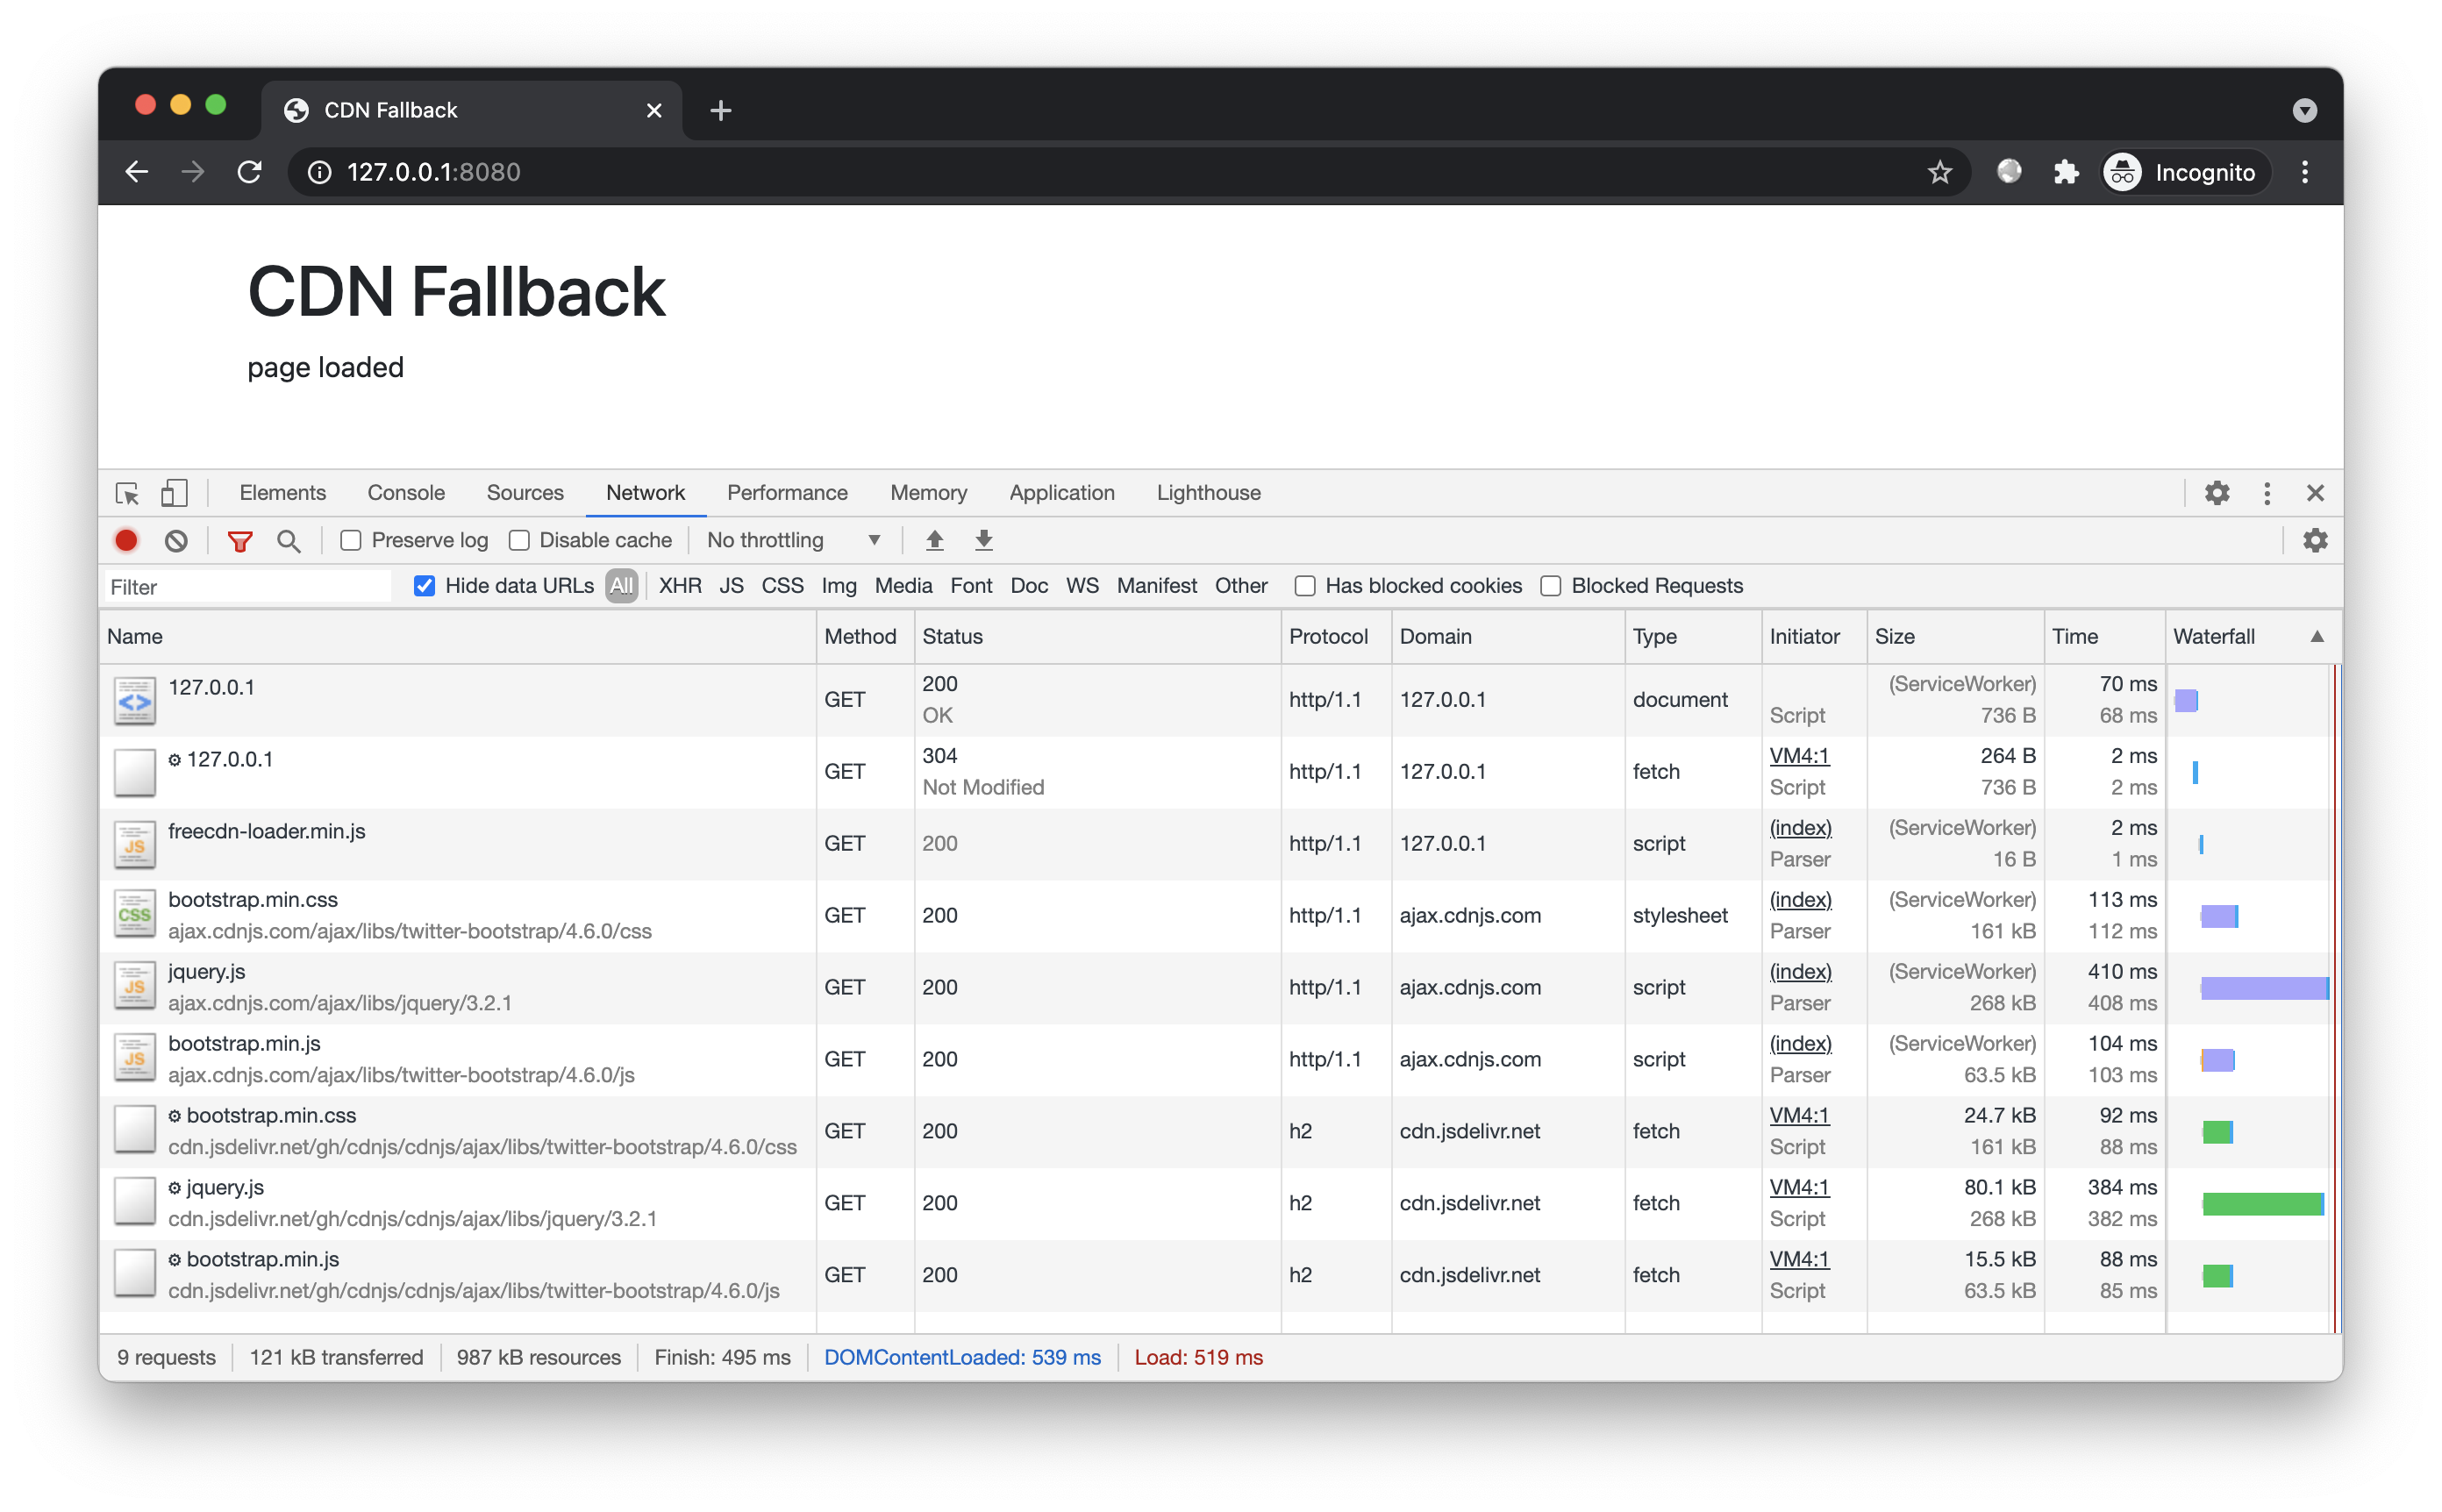 CDN Fallback
127.0.0.1:8080
Incognito
CDN Fallback
page loaded
Elements Console Sources Network Performance Memory Application Lighthouse
Preserve log Disable cache No throttling
Filter Hide data URLs All XHR JS CSS Img Media Font Doc WS Manifest Other Has blocked cookies Blocked Requests
Name Method Status Protocol Domain Type Initiator Size Time Waterfall
127.0.0.1 GET 200 http/1.1 127.0.0.1 document (ServiceWorker) 70 ms
OK Script 736 B 68 ms
127.0.0.1 GET 304 http/1.1 127.0.0.1 fetch VM4:1 264 B 2 ms
Not Modified Script 736 B 2 ms
JS freecdn-loader.min.js GET 200 http/1.1 127.0.0.1 script (index) (ServiceWorker) 2 ms
Parser 16 B 1 ms
CSS bootstrap.min.css GET 200 http/1.1 ajax.cdnjs.com stylesheet (index) (ServiceWorker) 113 ms
ajax.cdnjs.com/ajax/libs/twitter-bootstrap/4.6.0/css Parser 161 kB 112 ms
JS jquery.js GET 200 http/1.1 ajax.cdnjs.com script (index) (ServiceWorker) 410 ms
ajax.cdnjs.com/ajax/libs/jquery/3.2.1 Parser 268 kB 408 ms
JS bootstrap.min.js GET 200 http/1.1 ajax.cdnjs.com script (index) (ServiceWorker) 104 ms
ajax.cdnjs.com/ajax/libs/twitter-bootstrap/4.6.0/js Parser 63.5 kB 103 ms
bootstrap.min.css GET 200 h2 cdn.jsdelivr.net fetch VM4:1 24.7 kB 92 ms
cdn.jsdelivr.net/gh/cdnjs/cdnjs/ajax/libs/twitter-bootstrap/4.6.0/css Script 161 kB 88 ms
jquery.js GET 200 h2 cdn.jsdelivr.net fetch VM4:1 80.1 kB 384 ms
cdn.jsdelivr.net/gh/cdnjs/cdnjs/ajax/libs/jquery/3.2.1 Script 268 kB 382 ms
bootstrap.min.js GET 200 h2 cdn.jsdelivr.net fetch VM4:1 15.5 kB 88 ms
cdn.jsdelivr.net/gh/cdnjs/cdnjs/ajax/libs/twitter-bootstrap/4.6.0/js Script 63.5 kB 85 ms
9 requests 121 kB transferred 987 kB resources Finish: 495 ms DOMContentLoaded: 539 ms Load: 519 ms